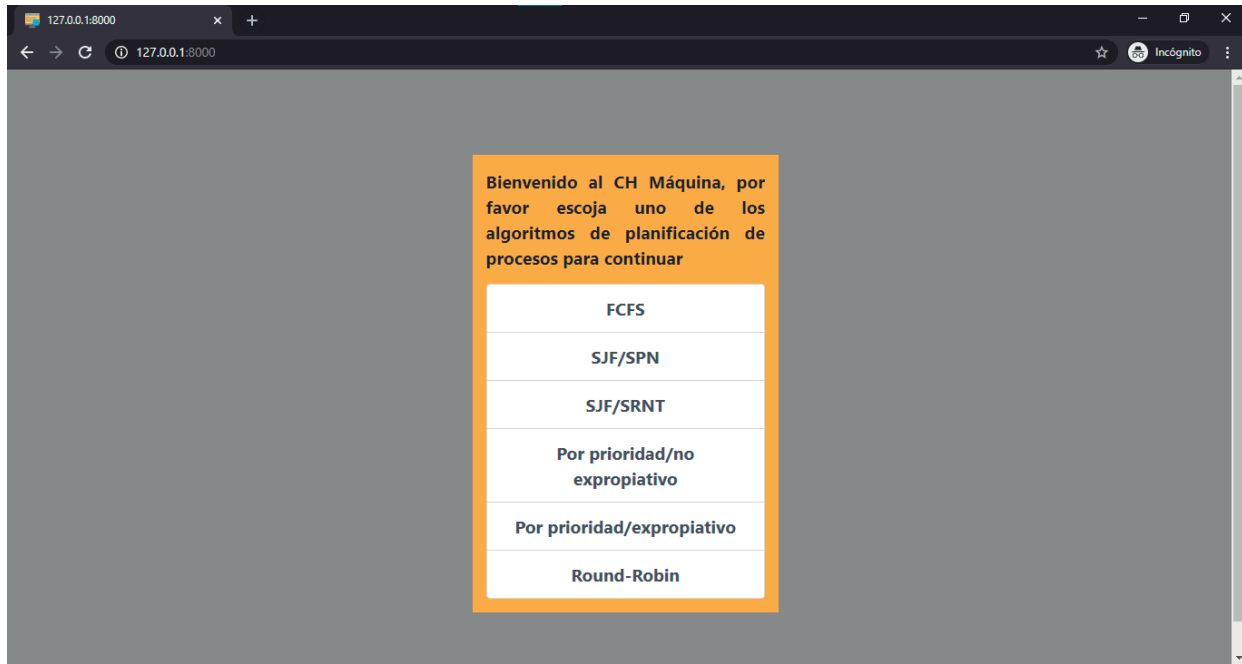 127.0.0.1:8000
127.0.0.1:8000
Incógnito
Bienvenido al CH Máquina, por
favor escoja uno de los
algoritmos de planificación de
procesos para continuar
FCFS
SJF/SPN
SJF/SRNT
Por prioridad/no
expropiativo
Por prioridad/expropiativo
Round-Robin